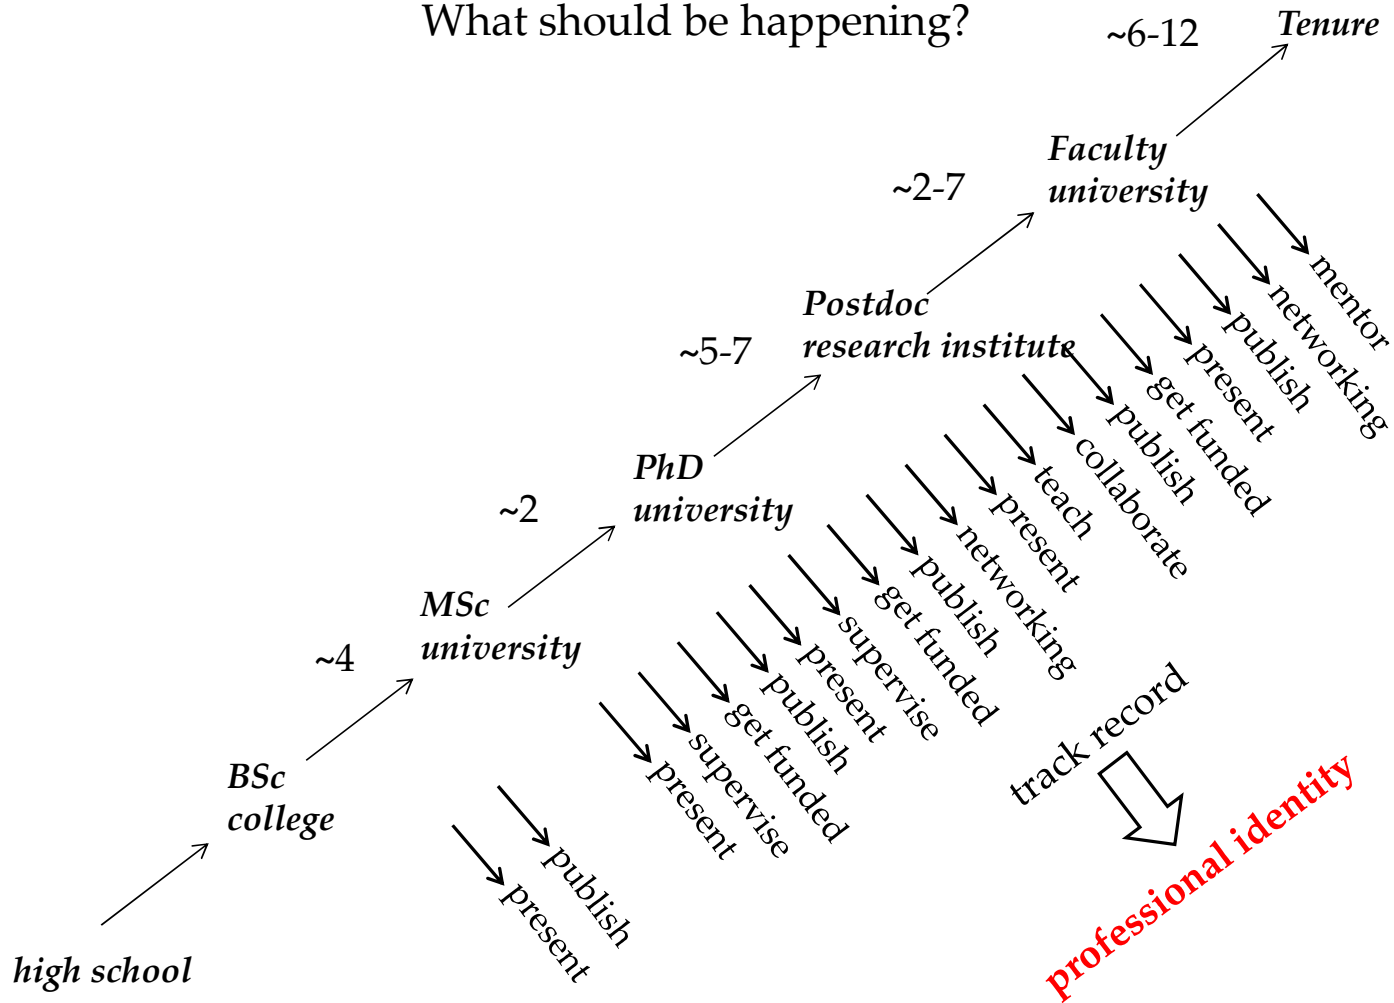 What should be happening?
~6-12
Tenure
Faculty
university
~2-7
Postdoc
research institute
~5-7
PhD
university
~2
MSc
university
~4
BSc
college
high school
present
publish
present
supervise
get funded
publish
present
supervise
get funded
publish
networking
present
teach
collaborate
publish
get funded
present
publish
networking
mentor
track record
professional identity